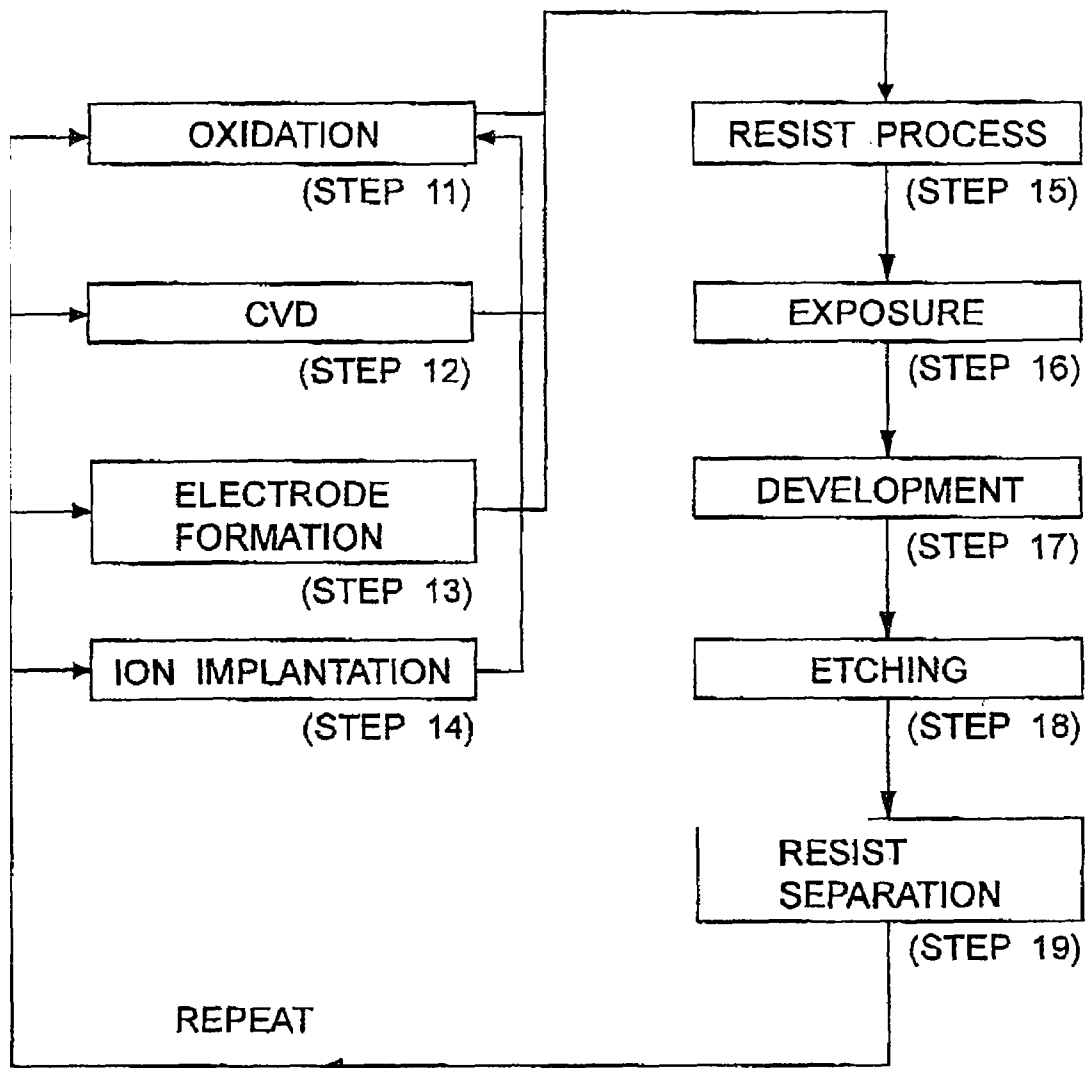 OXIDATION
(STEP 11)
CVD
(STEP 12)
ELECTRODE
FORMATION
(STEP 13)
ION IMPLANTATION
(STEP 14)
RESIST PROCESS
(STEP 15)
EXPOSURE
(STEP 16)
DEVELOPMENT
(STEP 17)
ETCHING
(STEP 18)
RESIST
SEPARATION
(STEP 19)
REPEAT